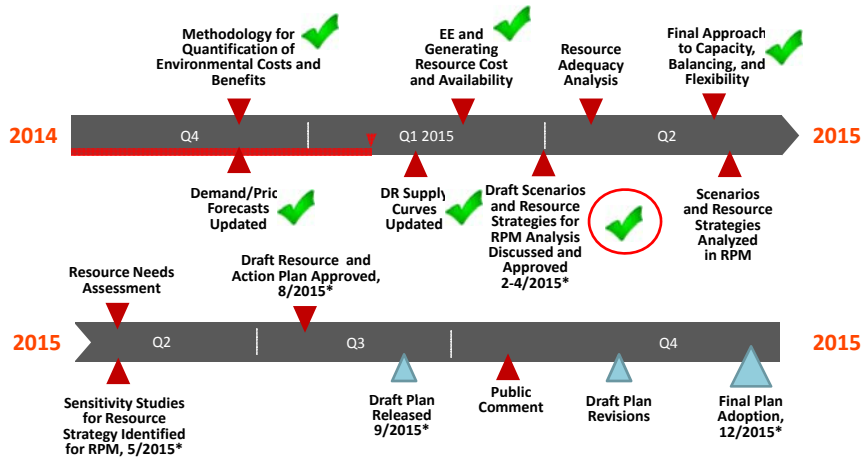 Methodology for
Quantification of
Environmental Costs and
Benefits
EE and
Generating
Resource Cost
and Availability
Resource
Adequacy
Analysis
Final Approach
to Capacity,
Balancing, and
Flexibility
2014
Q4
Q1 2015
Q2
2015
Demand/Pric
Forecasts
Updated
DR Supply
Curves
Updated
Draft Scenarios
and Resource
Strategies for
RPM Analysis
Discussed and
Approved
2-4/2015*
Scenarios
and Resource
Strategies
Analyzed
in RPM
Resource Needs
Assessment
Draft Resource and
Action Plan Approved,
8/2015*
2015
Q2
Q3
Q4
2015
Sensitivity Studies
for Resource
Strategy Identified
for RPM, 5/2015*
Draft Plan
Released
9/2015*
Public
Comment
Draft Plan
Revisions
Final Plan
Adoption,
12/2015*